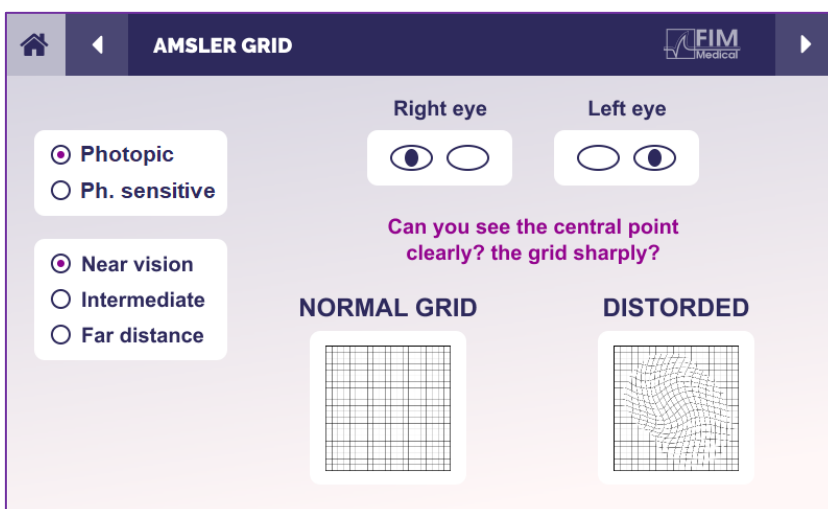 AMSLER GRID
FIM
Medical
Right eye
Left eye
Photopic
Ph. sensitive
Can you see the central point
clearly? the grid sharply?
Near vision
Intermediate
Far distance
NORMAL GRID
DISTORDED